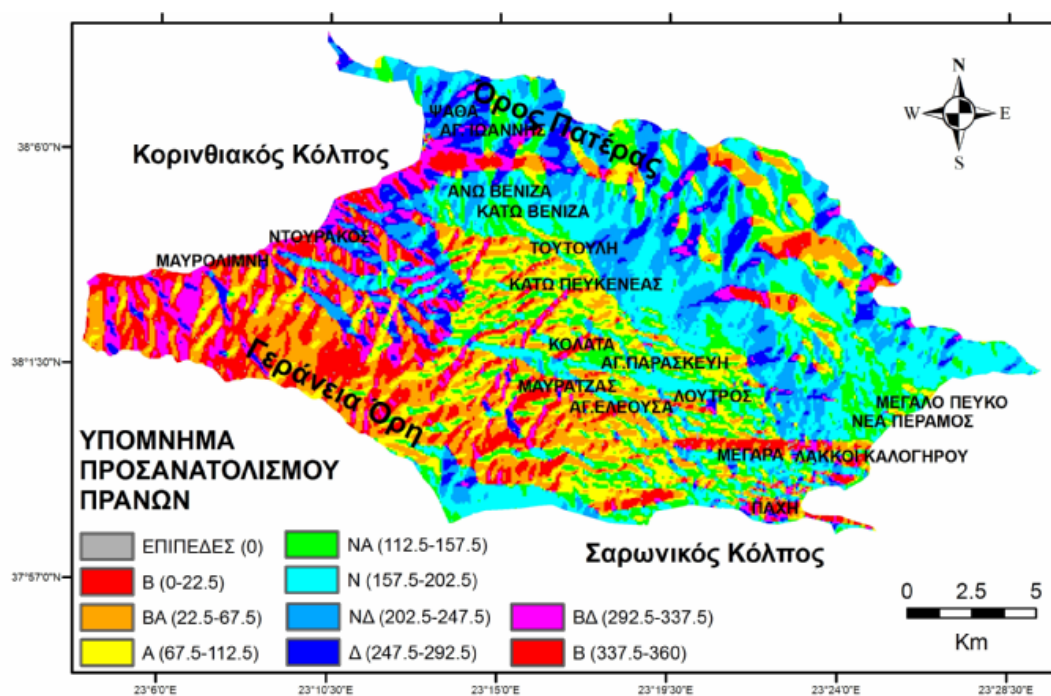 N
W E
S
Όρος Πατέρας
ΨΑΘΑ
ΑΓ.ΙΩΑΝΝΗΣ
38°6'0"N
Κορινθιακός Κόλπος
ΑΝΩ ΒΕΝΙΖΑ
ΚΑΤΩ ΒΕΝΙΖΑ
ΝΤΟΥΡΑΚΟΣ
ΤΟΥΤΟΥΛΗ
ΜΑΥΡΟΛΙΜΝΗ
ΚΑΤΩ ΠΕΥΚΕΝΕΑΣ
ΚΟΛΑΤΑ
38°1'30"N
ΑΓ.ΠΑΡΑΣΚΕΥΗ
Γεράνεια Όρη
ΜΑΥΡΑΤΖΑΣ
ΛΟΥΤΡΟΣ
ΑΓ.ΕΛΕΟΥΣΑ
ΜΕΓΑΛΟ ΠΕΥΚΟ
ΝΕΑ ΠΕΡΑΜΟΣ
ΜΕΓΑΡΑ
ΛΑΚΚΟΙ ΚΑΛΟΓΗΡΟΥ
ΠΑΧΗ
Σαρωνικός Κόλπος
37°57'0"N
ΥΠΟΜΝΗΜΑ
ΠΡΟΣΑΝΑΤΟΛΙΣΜΟΥ
ΠΡΑΝΩΝ
ΕΠΙΠΕΔΕΣ (0)
Β (0-22.5)
ΒΑ (22.5-67.5)
Α (67.5-112.5)
ΝΑ (112.5-157.5)
Ν (157.5-202.5)
ΝΔ (202.5-247.5)
Δ (247.5-292.5)
ΒΔ (292.5-337.5)
Β (337.5-360)
0 2.5 5
Km
23°6'0"E 23°10'30"E 23°15'0"E 23°19'30"E 23°24'0"E 23°28'30"E